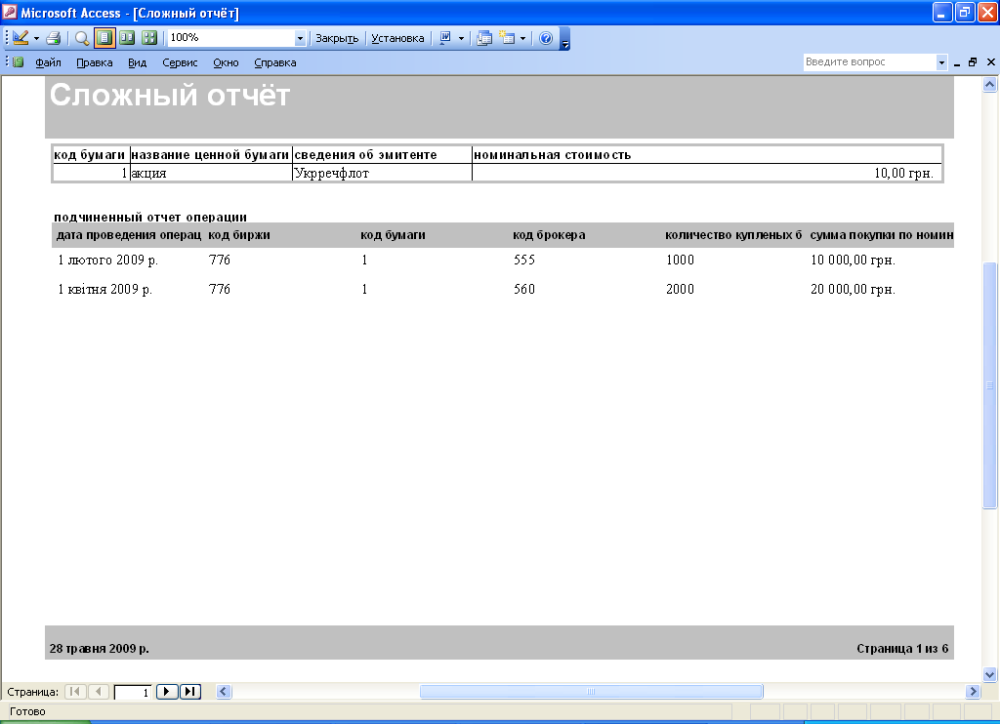 Microsoft Access - [Сложный отчёт]
100% Закрыть Установка
Файл Правка Вид Сервис Окно Справка Введите вопрос
Сложный отчёт
код бумаги название ценной бумаги сведения об эмитенте номинальная стоимость
1 акция Укрречфлот 10,00 грн.
подчиненный отчет операции
дата проведения операц код биржи код бумаги код брокера количество купленых б сумма покупки по номин
1 лютого 2009 р. 776 1 555 1000 10 000,00 грн.
1 квітня 2009 р. 776 1 560 2000 20 000,00 грн.
28 травня 2009 р. Страница 1 из 6
Страница: 1
Готово